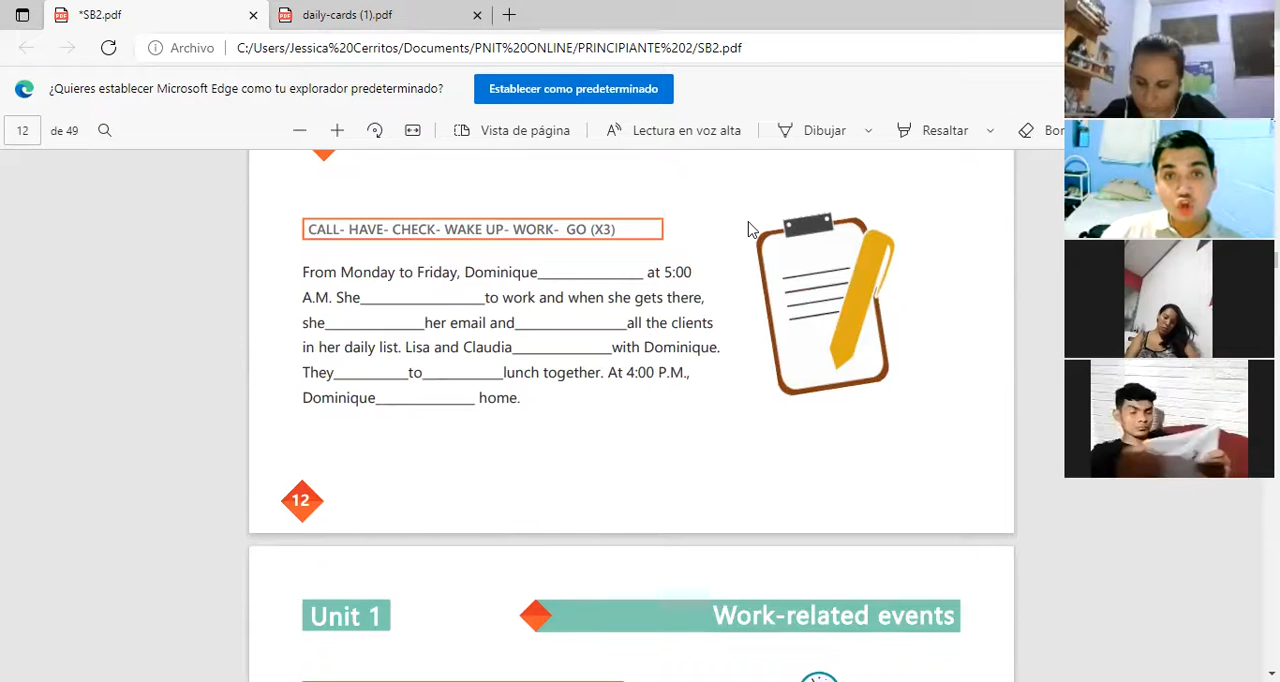 *SB2.pdf
daily-cards (1).pdf
Archivo C:/Users/Jessica%20Cerritos/Documents/PNIT%20ONLINE/PRINCIPIANTE%202/SB2.pdf
¿Quieres establecer Microsoft Edge como tu explorador predeterminado? Establecer como predeterminado
12 de 49 Vista de página Lectura en voz alta Dibujar Resaltar Bor
CALL- HAVE- CHECK- WAKE UP- WORK- GO (X3)
From Monday to Friday, Dominique______________ at 5:00
A.M. She________________to work and when she gets there,
she_____________her email and______________all the clients
in her daily list. Lisa and Claudia_____________with Dominique.
They__________to___________lunch together. At 4:00 P.M.,
Dominique_____________ home.
12
Unit 1 Work-related events